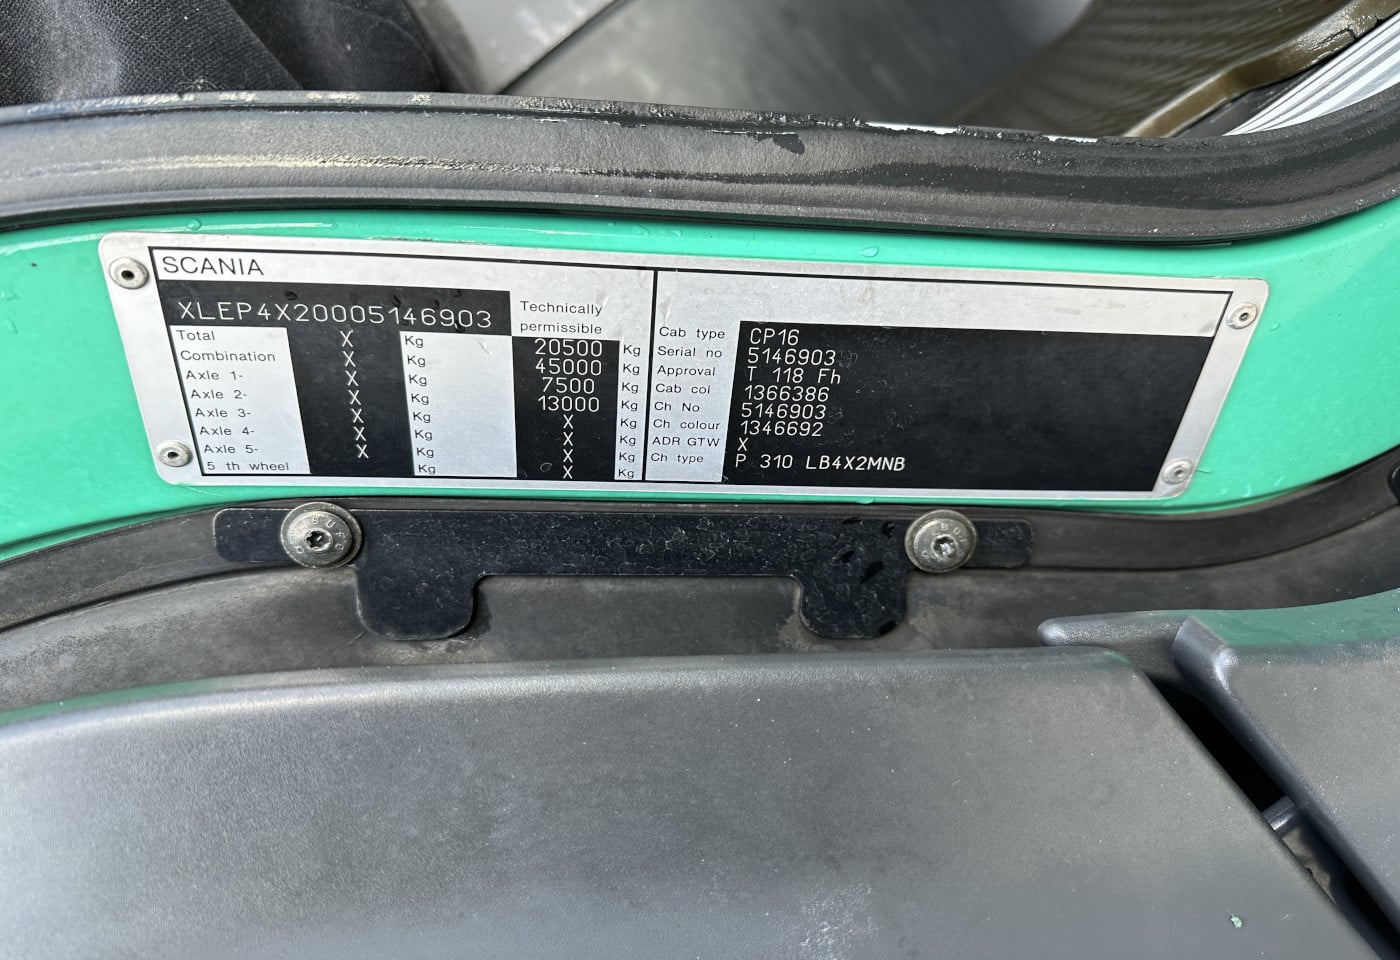 SCANIA
XLEP4X20005146903
Technically
permissible
Total X Kg 20500 Kg
Combination X Kg 45000 Kg
Axle 1- X Kg 7500 Kg
Axle 2- X Kg 13000 Kg
Axle 3- X Kg X Kg
Axle 4- X Kg X Kg
Axle 5- X Kg X Kg
5 th wheel Kg X Kg
Cab type CP16
Serial no 5146903
Approval T 118 Fh
Cab col 1366386
Ch No 5146903
Ch colour 1346692
ADR GTW X
Ch type P 310 LB4X2MNB